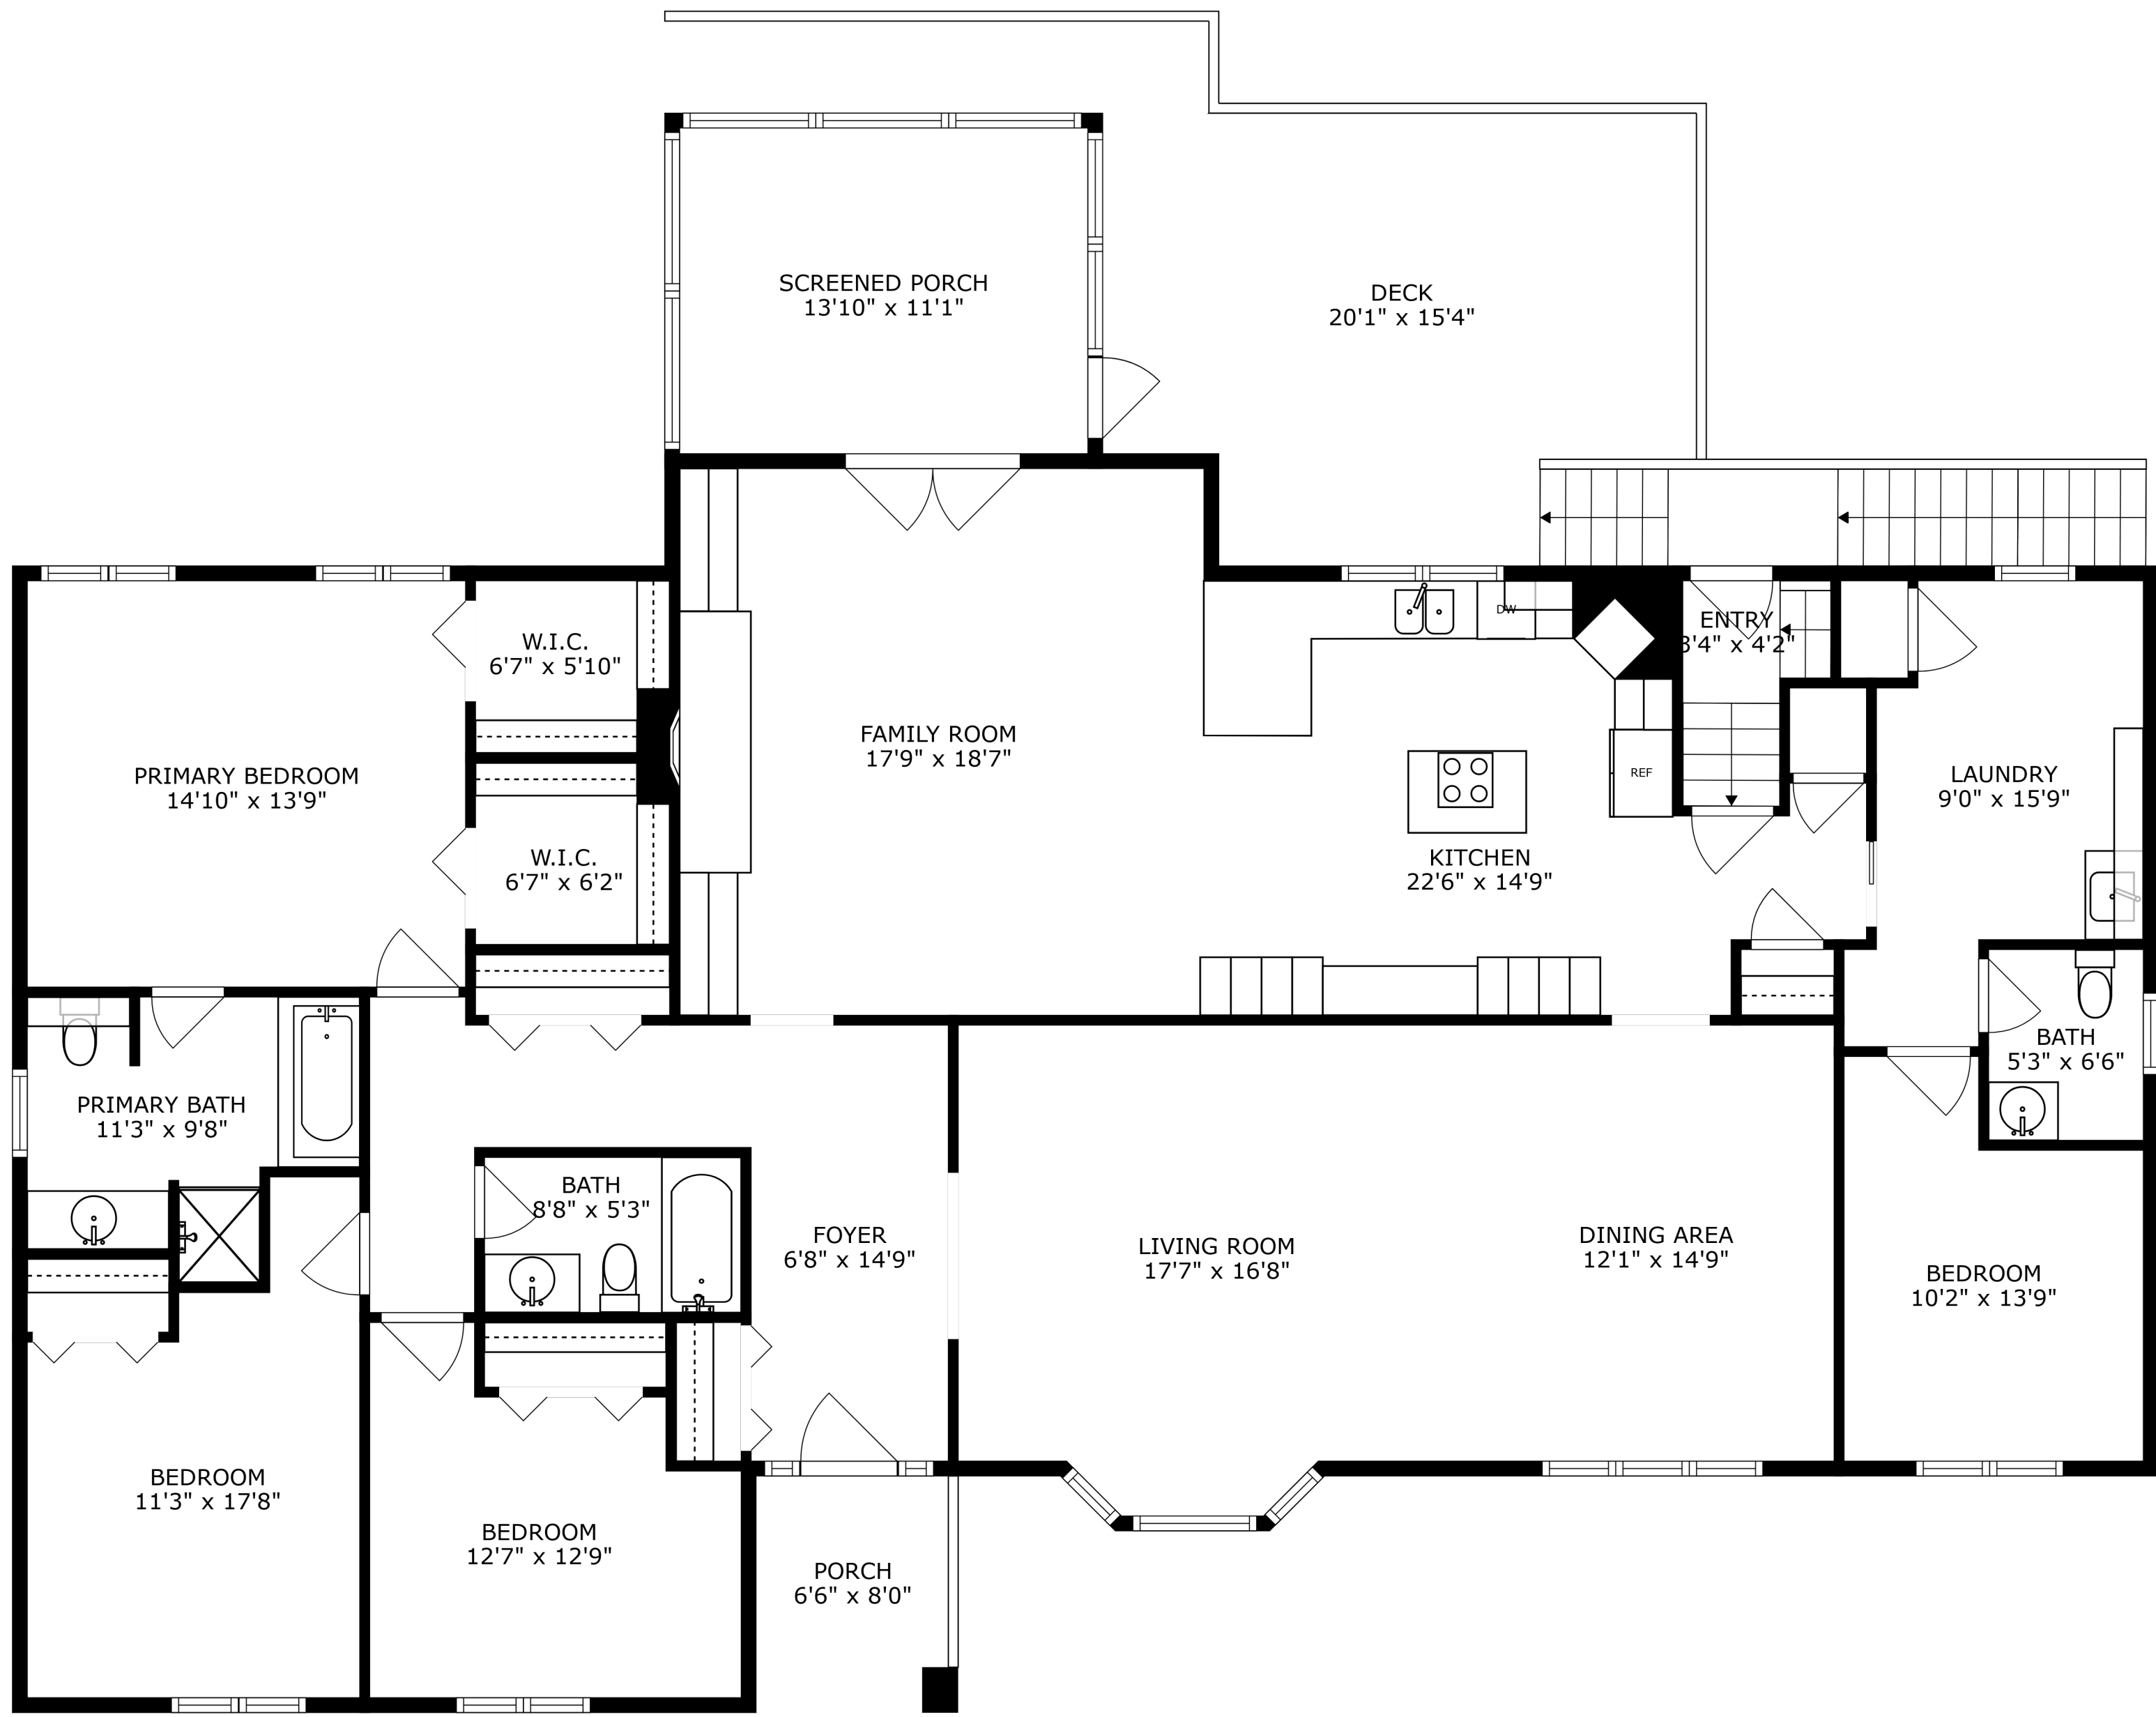 SCREENED PORCH
13'10" x 11'1"
DECK
20'1" x 15'4"
DW
ENTRY
3'4" x 4'2"
W.I.C.
6'7" x 5'10"
FAMILY ROOM
17'9" x 18'7"
PRIMARY BEDROOM
14'10" x 13'9"
REF
LAUNDRY
9'0" x 15'9"
W.I.C.
6'7" x 6'2"
KITCHEN
22'6" x 14'9"
BATH
5'3" x 6'6"
PRIMARY BATH
11'3" x 9'8"
BATH
8'8" x 5'3"
FOYER
6'8" x 14'9"
LIVING ROOM
17'7" x 16'8"
DINING AREA
12'1" x 14'9"
BEDROOM
10'2" x 13'9"
BEDROOM
11'3" x 17'8"
BEDROOM
12'7" x 12'9"
PORCH
6'6" x 8'0"